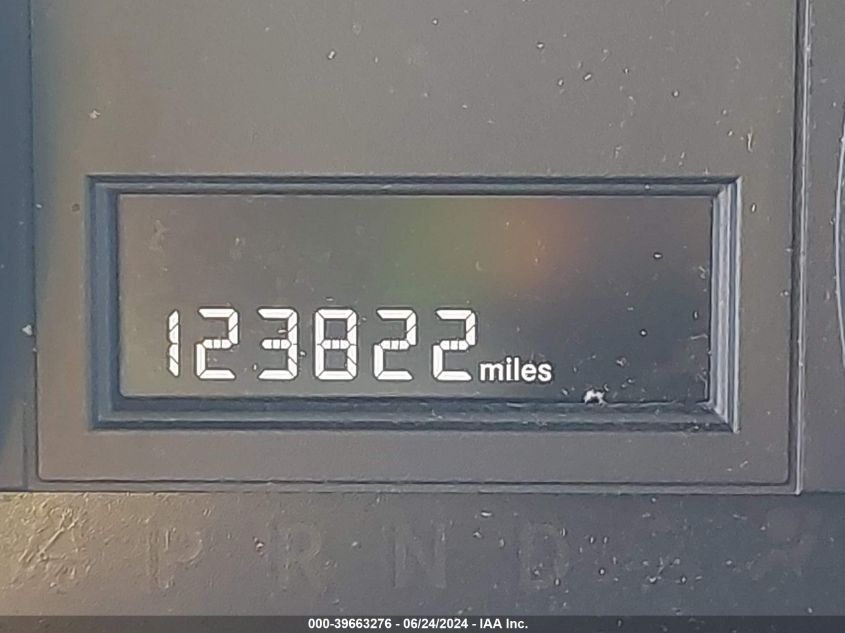 123822 miles
P R N D
000-39663276 - 06/24/2024 - IAA Inc.